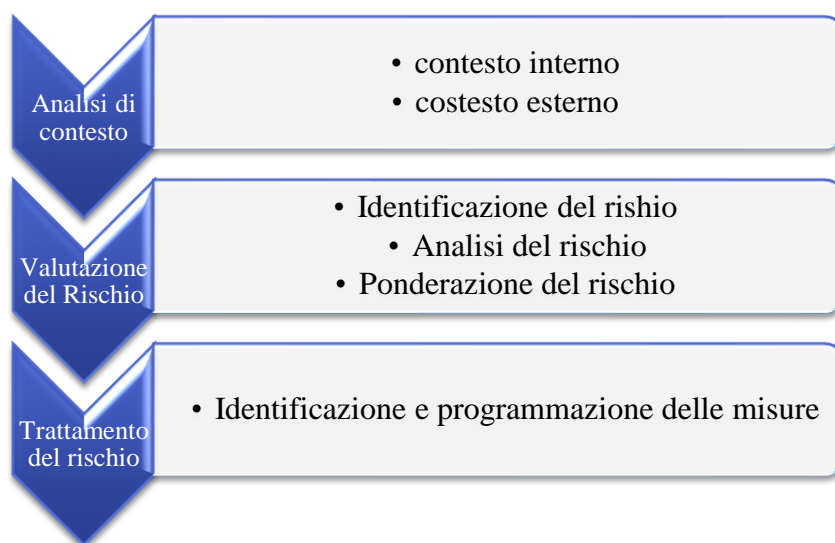 Analisi di
contesto
• contesto interno
• costesto esterno
Valutazione
del Rischio
• Identificazione del rishio
• Analisi del rischio
• Ponderazione del rischio
Trattamento
del rischio
• Identificazione e programmazione delle misure